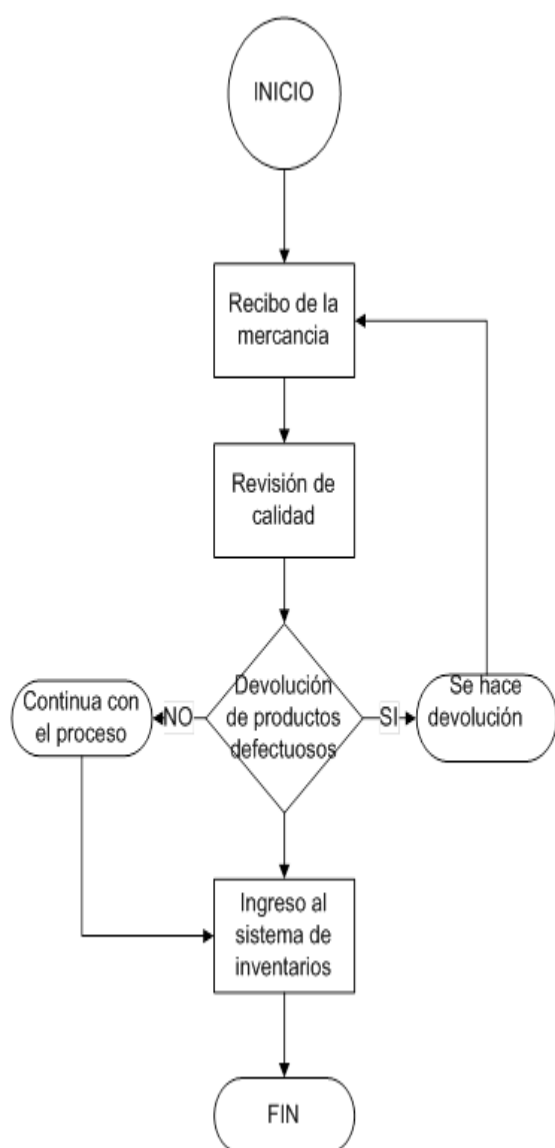 INICIO
Recibo de la
mercancia
Revisión de
calidad
Devolución
de productos
defectuosos
NO
Continua con
el proceso
SI
Se hace
devolución
Ingreso al
sistema de
inventarios
FIN